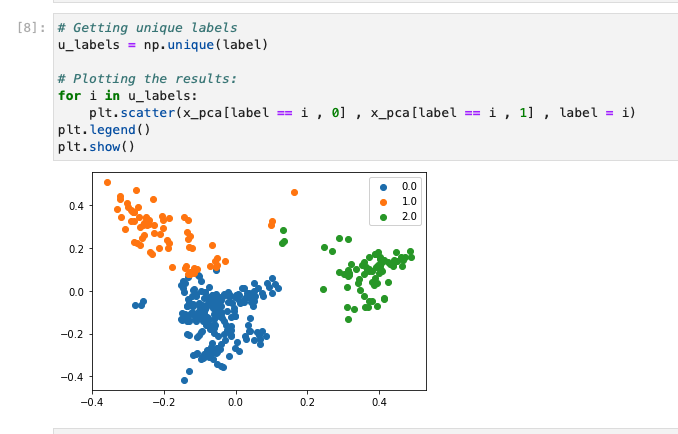 [8]: # Getting unique labels
u_labels = np.unique(label)
# Plotting the results:
for i in u_labels:
plt.scatter(x_pca[label == i , 0] , x_pca[label == i , 1] , label = i)
plt.legend()
plt.show()
0.0
1.0
2.0
0.4
0.2
0.0
−0.2
−0.4
−0.4 −0.2 0.0 0.2 0.4